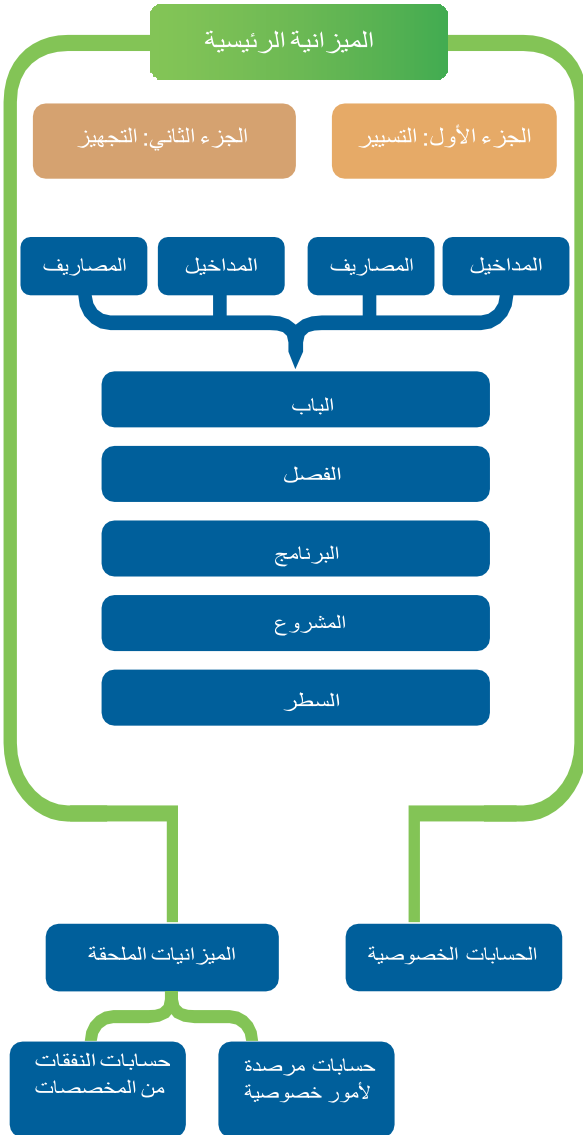 الميزانية الرئيسية
الجزء الأول: التسيير
الجزء الثاني: التجهيز
المداخيل
المصاريف
المداخيل
المصاريف
الباب
الفصل
البرنامج
المشروع
السطر
الحسابات الخصوصية
الميزانيات الملحقة
حسابات مرصدة
لأمور خصوصية
حسابات النفقات
من المخصصات